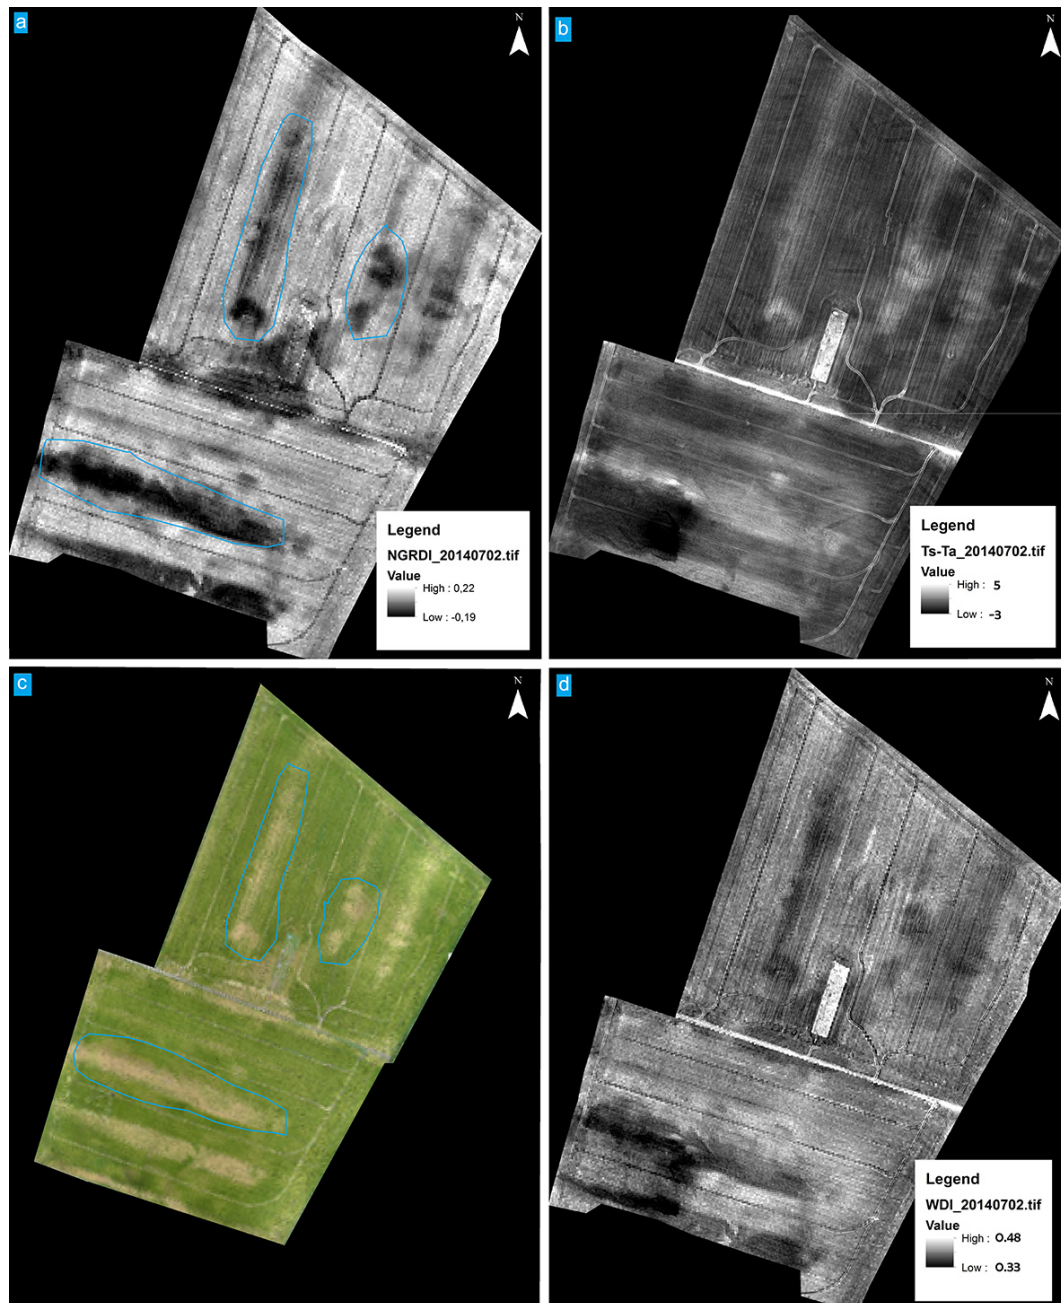 a
N
Legend
NGRDI_20140702.tif
Value
High : 0,22
Low : -0,19
b
N
Legend
Ts-Ta_20140702.tif
Value
High : 5
Low : -3
c
N
d
N
Legend
WDI_20140702.tif
Value
High : 0.48
Low : 0.33